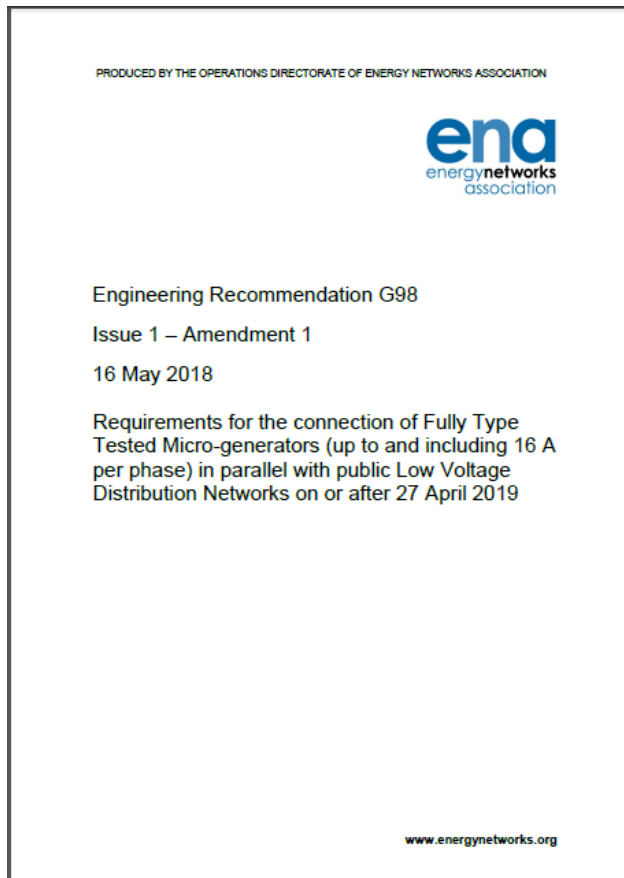 PRODUCED BY THE OPERATIONS DIRECTORATE OF ENERGY NETWORKS ASSOCIATION
ena
energynetworks
association
Engineering Recommendation G98
Issue 1 – Amendment 1
16 May 2018
Requirements for the connection of Fully Type
Tested Micro-generators (up to and including 16 A
per phase) in parallel with public Low Voltage
Distribution Networks on or after 27 April 2019
www.energynetworks.org